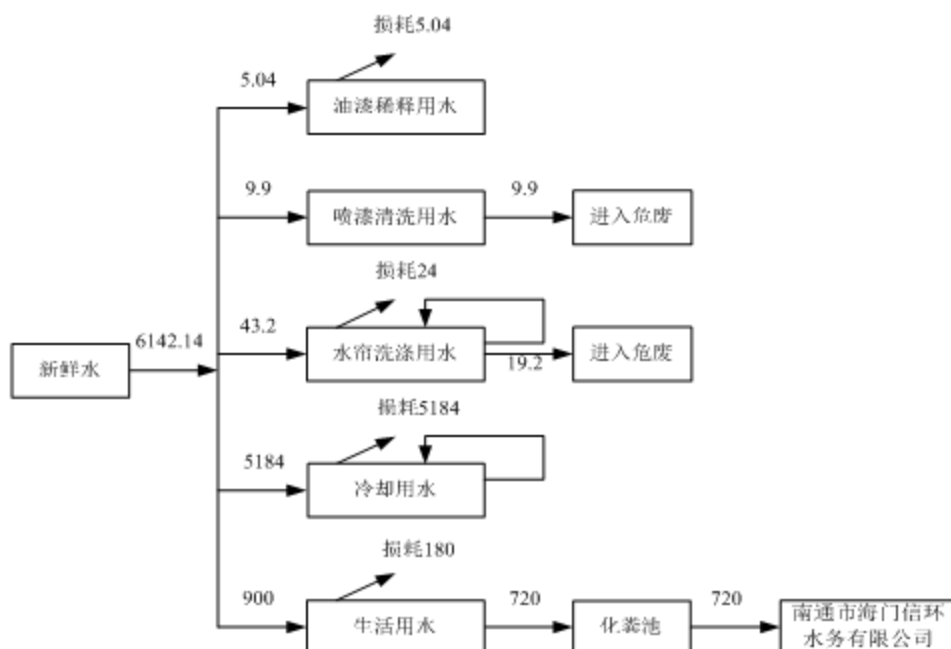 损耗5.04
5.04
油漆稀释用水
9.9
喷漆清洗用水
9.9
进入危废
损耗24
43.2
水帘洗涤用水
19.2
进入危废
新鲜水
6142.14
损耗5184
5184
冷却用水
损耗180
900
生活用水
720
化粪池
720
南通市海门信环
水务有限公司